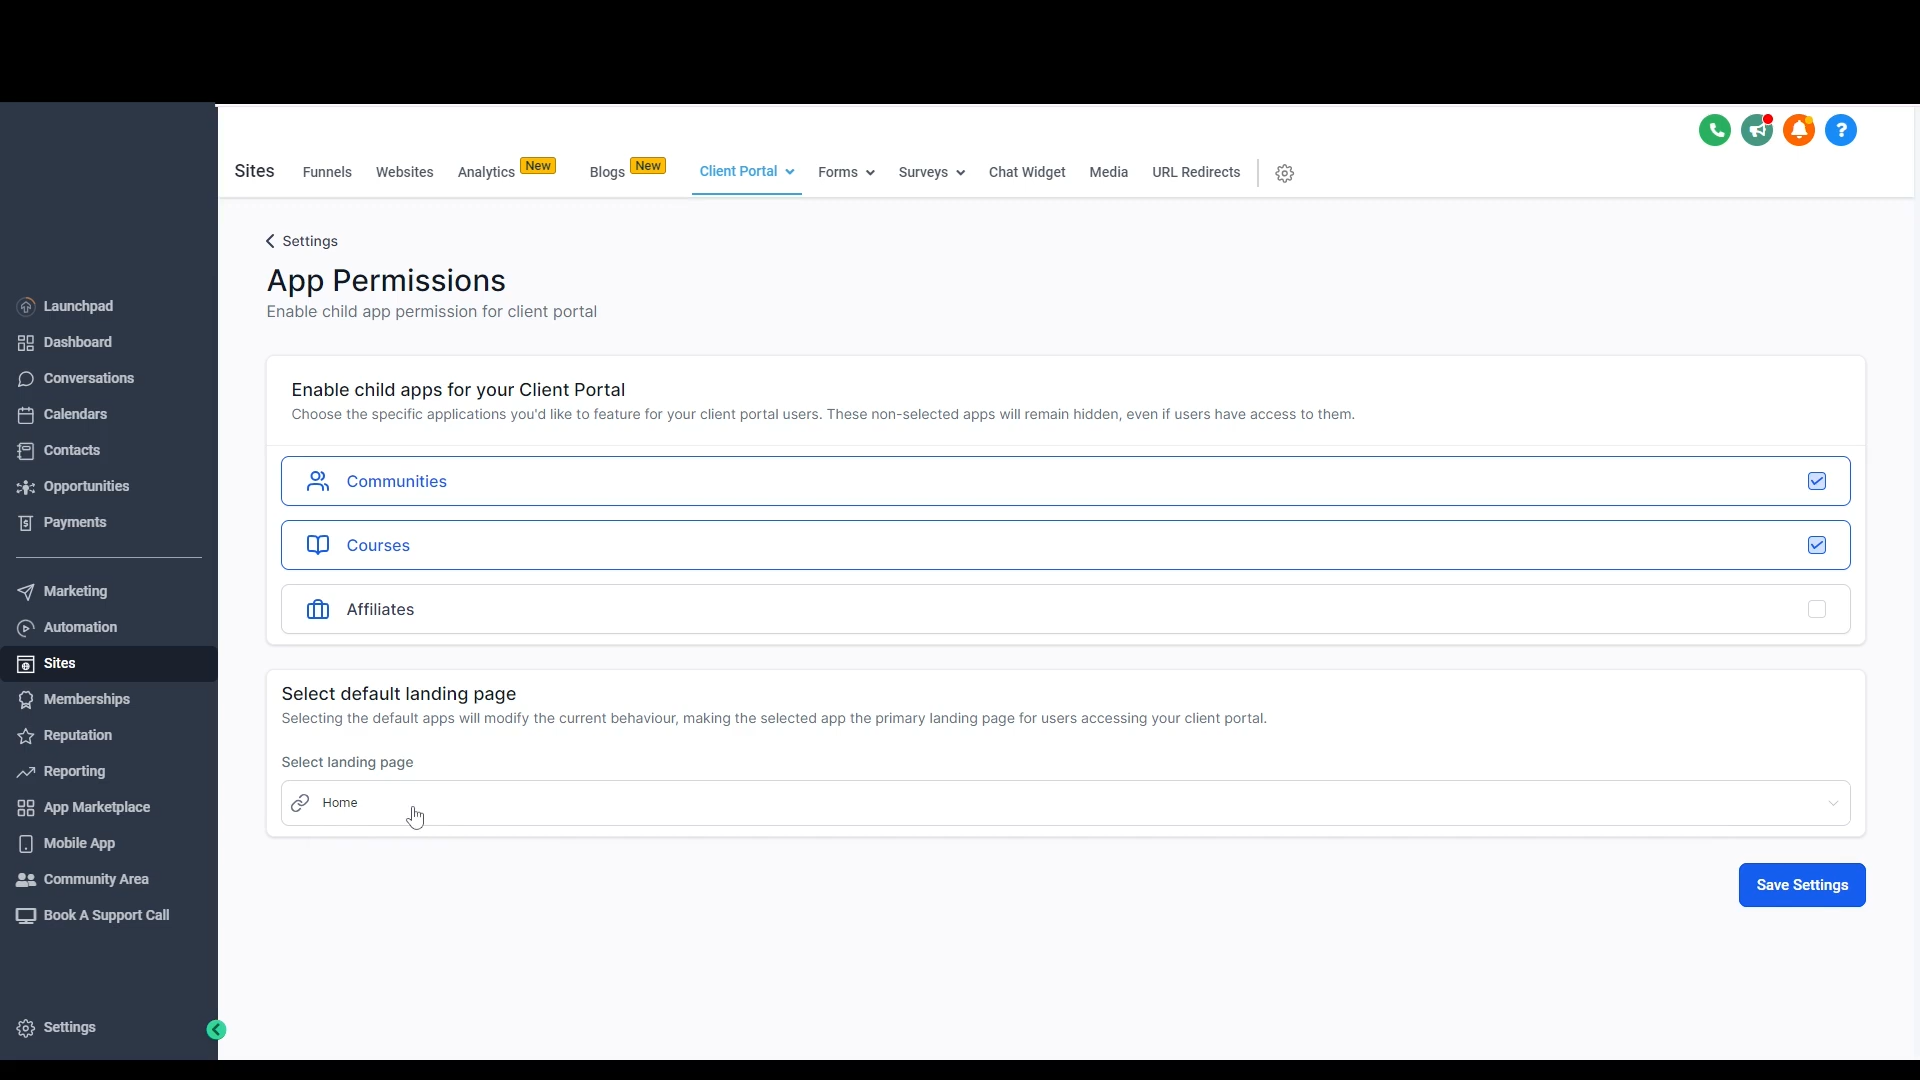 Sites
Funnels
Websites
Analytics New
Blogs New
Client Portal
Forms
Surveys
Chat Widget
Media
URL Redirects
Launchpad
Dashboard
Conversations
Calendars
Contacts
Opportunities
Payments
Marketing
Automation
Sites
Memberships
Reputation
Reporting
App Marketplace
Mobile App
Community Area
Book A Support Call
Settings
Settings
App Permissions
Enable child app permission for client portal
Enable child apps for your Client Portal
Choose the specific applications you'd like to feature for your client portal users. These non-selected apps will remain hidden, even if users have access to them.
Communities
Courses
Affiliates
Select default landing page
Selecting the default apps will modify the current behaviour, making the selected app the primary landing page for users accessing your client portal.
Select landing page
Home
Save Settings